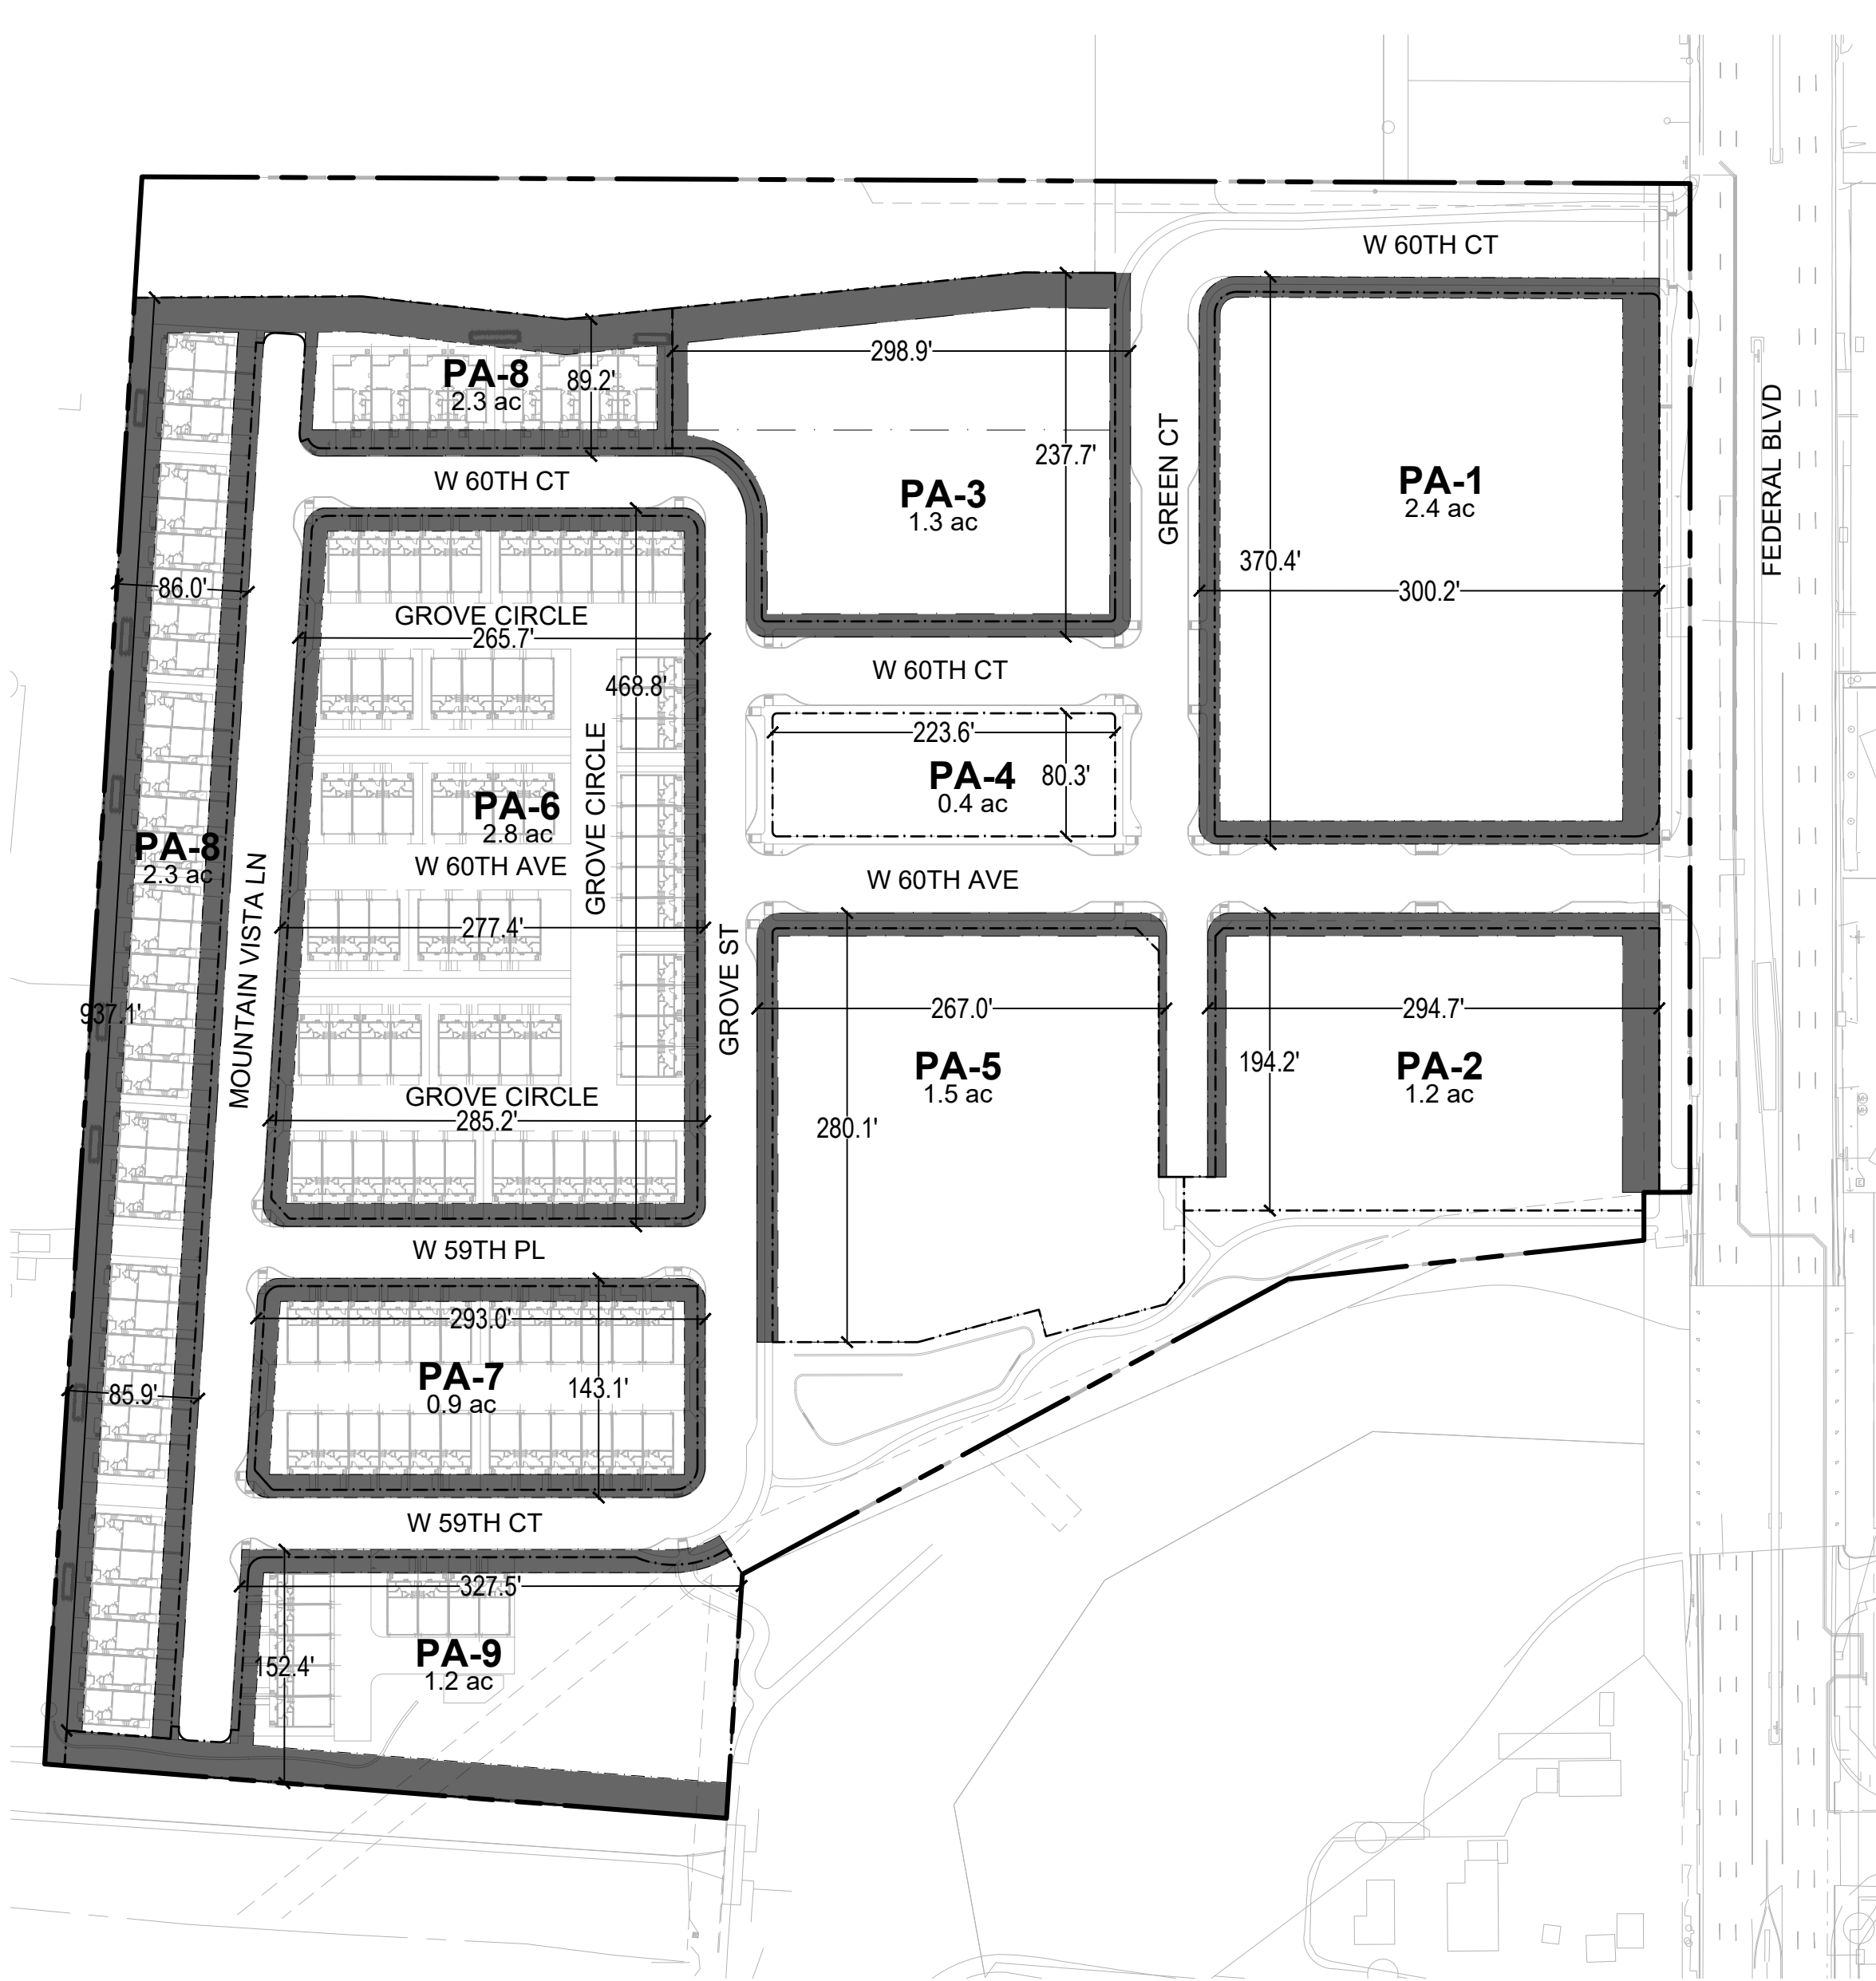 W 60TH CT
298.9'
PA-8
2.3 ac
89.2'
FEDERAL BLVD
GREEN CT
237.7'
W 60TH CT
PA-3
1.3 ac
PA-1
2.4 ac
370.4'
300.2'
86.0'
GROVE CIRCLE
265.7'
W 60TH CT
468.8'
223.6'
PA-4
0.4 ac
80.3'
GROVE CIRCLE
PA-6
2.8 ac
PA-8
2.3 ac
W 60TH AVE
W 60TH AVE
277.4'
MOUNTAIN VISTA LN
GROVE ST
937.1'
267.0'
294.7'
PA-5
1.5 ac
194.2'
PA-2
1.2 ac
GROVE CIRCLE
285.2'
280.1'
W 59TH PL
293.0'
PA-7
0.9 ac
143.1'
85.9'
W 59TH CT
327.5'
PA-9
1.2 ac
152.4'